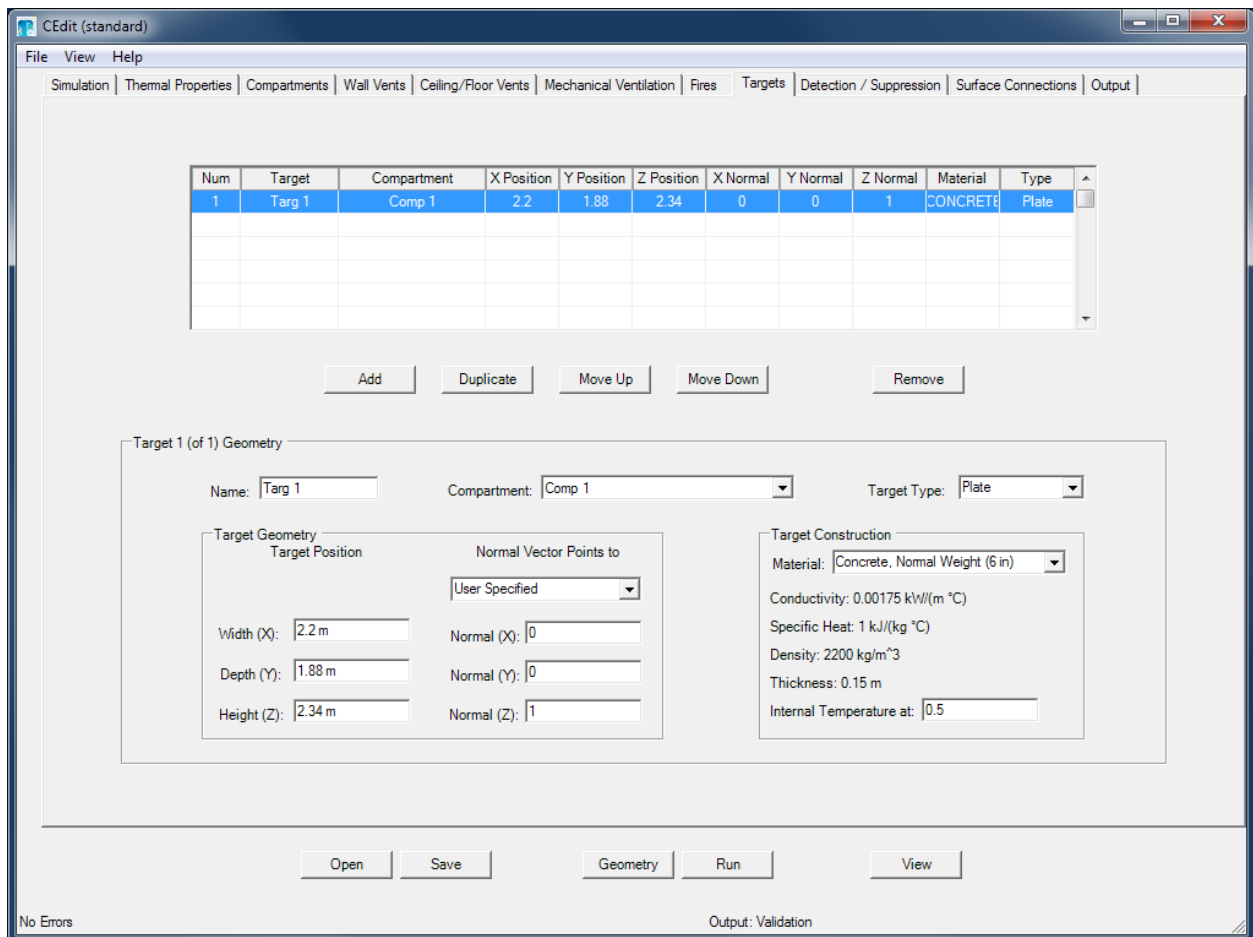 CEdit (standard)
File View Help
Simulation Thermal Properties Compartments Wall Vents Ceiling/Floor Vents Mechanical Ventilation Fires Targets Detection / Suppression Surface Connections Output
Num Target Compartment X Position Y Position Z Position X Normal Y Normal Z Normal Material Type
1 Targ 1 Comp 1 2.2 1.88 2.34 0 0 1 CONCRETE Plate
Add Duplicate Move Up Move Down Remove
Target 1 (of 1) Geometry
Name: Targ 1 Compartment: Comp 1 Target Type: Plate
Target Geometry
Target Position Normal Vector Points to
User Specified
Width (X): 2.2 m Normal (X): 0
Depth (Y): 1.88 m Normal (Y): 0
Height (Z): 2.34 m Normal (Z): 1
Target Construction
Material: Concrete, Normal Weight (6 in)
Conductivity: 0.00175 kW/(m °C)
Specific Heat: 1 kJ/(kg °C)
Density: 2200 kg/m^3
Thickness: 0.15 m
Internal Temperature at: 0.5
Open Save Geometry Run View
No Errors Output: Validation